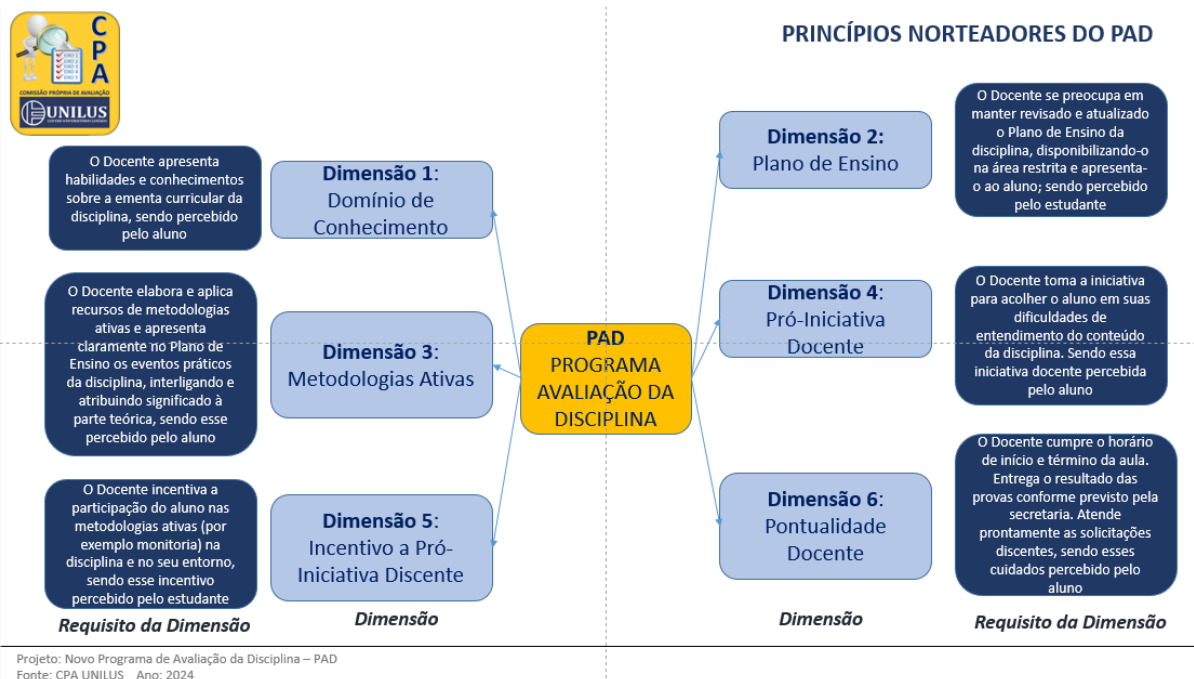 CPA
COMISSÃO PRÓPRIA DE AVALIAÇÃO
UNILUS
PRINCÍPIOS NORTEADORES DO PAD
O Docente apresenta
habilidades e conhecimentos
sobre a ementa curricular da
disciplina, sendo percebido
pelo aluno
Dimensão 1:
Domínio de
Conhecimento
Dimensão 2:
Plano de Ensino
O Docente se preocupa em
manter revisado e atualizado
o Plano de Ensino da
disciplina, disponibilizando-o
na área restrita e apresenta-
o ao aluno; sendo percebido
pelo estudante
O Docente elabora e aplica
recursos de metodologias
ativas e apresenta
claramente no Plano de
Ensino os eventos práticos
da disciplina, interligando e
atribuindo significado à
parte teórica, sendo esse
percebido pelo aluno
Dimensão 3:
Metodologias Ativas
PAD
PROGRAMA
AVALIAÇÃO DA
DISCIPLINA
Dimensão 4:
Pró-Iniciativa
Docente
O Docente toma a iniciativa
para acolher o aluno em suas
dificuldades de
entendimento do conteúdo
da disciplina. Sendo essa
iniciativa docente percebida
pelo aluno
O Docente incentiva a
participação do aluno nas
metodologias ativas (por
exemplo monitoria) na
disciplina e no seu entorno,
sendo esse incentivo
percebido pelo estudante
Dimensão 5:
Incentivo a Pró-
Iniciativa Discente
Dimensão 6:
Pontualidade
Docente
O Docente cumpre o horário
de início e término da aula.
Entrega o resultado das
provas conforme previsto pela
secretaria. Atende
prontamente as solicitações
discentes, sendo esses
cuidados percebido pelo
aluno
Requisito da Dimensão
Dimensão
Dimensão
Requisito da Dimensão
Projeto: Novo Programa de Avaliação da Disciplina – PAD
Fonte: CPA UNILUS Ano: 2024